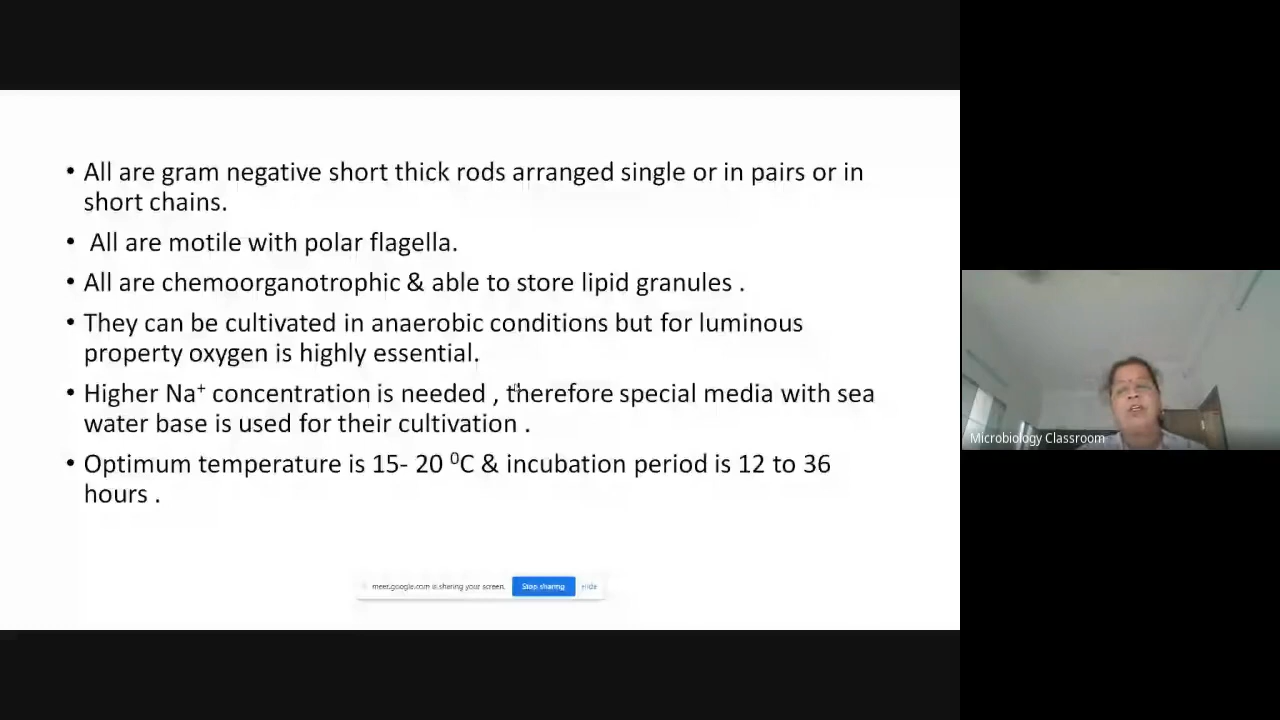 • All are gram negative short thick rods arranged single or in pairs or in
short chains.
• All are motile with polar flagella.
• All are chemoorganotrophic & able to store lipid granules .
• They can be cultivated in anaerobic conditions but for luminous
property oxygen is highly essential.
• Higher Na⁺ concentration is needed , therefore special media with sea
water base is used for their cultivation .
• Optimum temperature is 15- 20 ⁰C & incubation period is 12 to 36
hours .
meet.google.com is sharing your screen. Stop sharing Hide
Microbiology Classroom